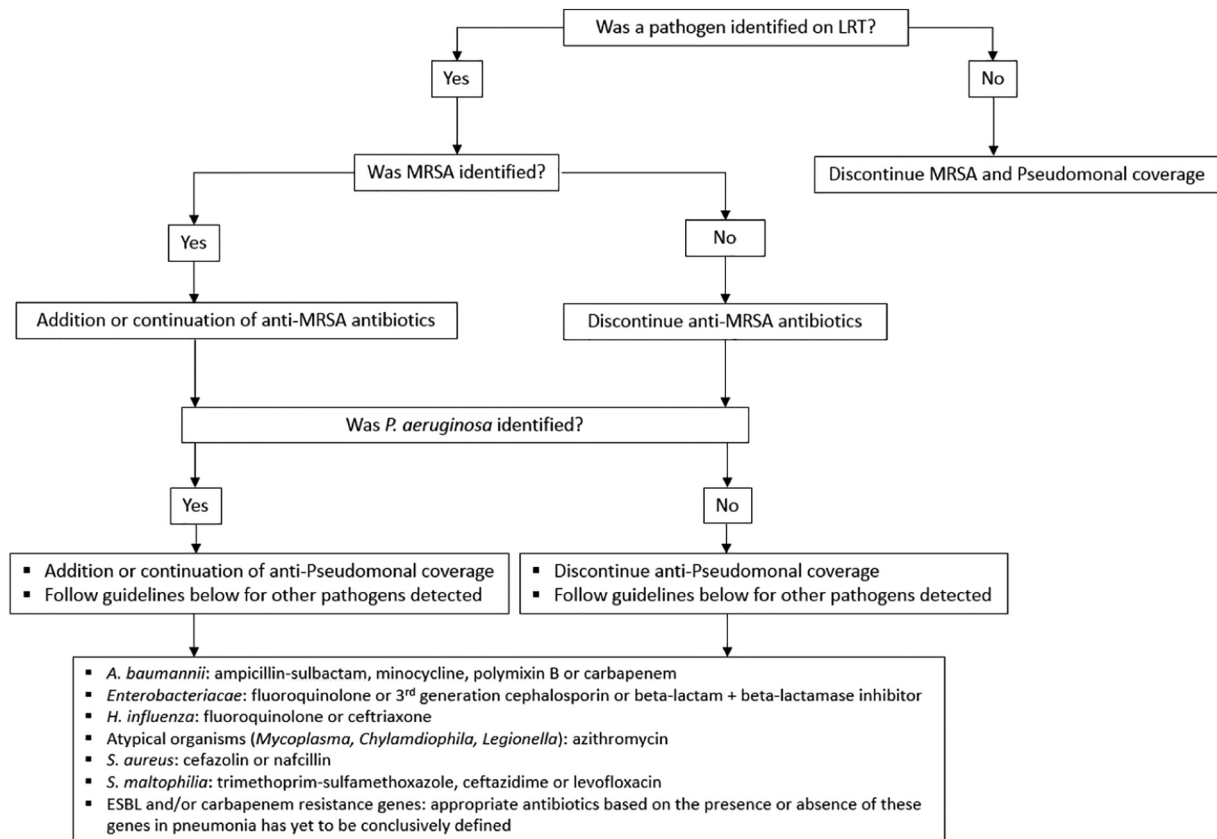 Was a pathogen identified on LRT?
Yes
No
Was MRSA identified?
Discontinue MRSA and Pseudomonal coverage
Yes
No
Addition or continuation of anti-MRSA antibiotics
Discontinue anti-MRSA antibiotics
Was P. aeruginosa identified?
Yes
No
▪ Addition or continuation of anti-Pseudomonal coverage
▪ Follow guidelines below for other pathogens detected
▪ Discontinue anti-Pseudomonal coverage
▪ Follow guidelines below for other pathogens detected
▪ A. baumannii: ampicillin-sulbactam, minocycline, polymixin B or carbapenem
▪ Enterobacteriacae: fluoroquinolone or 3rd generation cephalosporin or beta-lactam + beta-lactamase inhibitor
▪ H. influenza: fluoroquinolone or ceftriaxone
▪ Atypical organisms (Mycoplasma, Chylamdiophila, Legionella): azithromycin
▪ S. aureus: cefazolin or nafcillin
▪ S. maltophilia: trimethoprim-sulfamethoxazole, ceftazidime or levofloxacin
▪ ESBL and/or carbapenem resistance genes: appropriate antibiotics based on the presence or absence of these
genes in pneumonia has yet to be conclusively defined